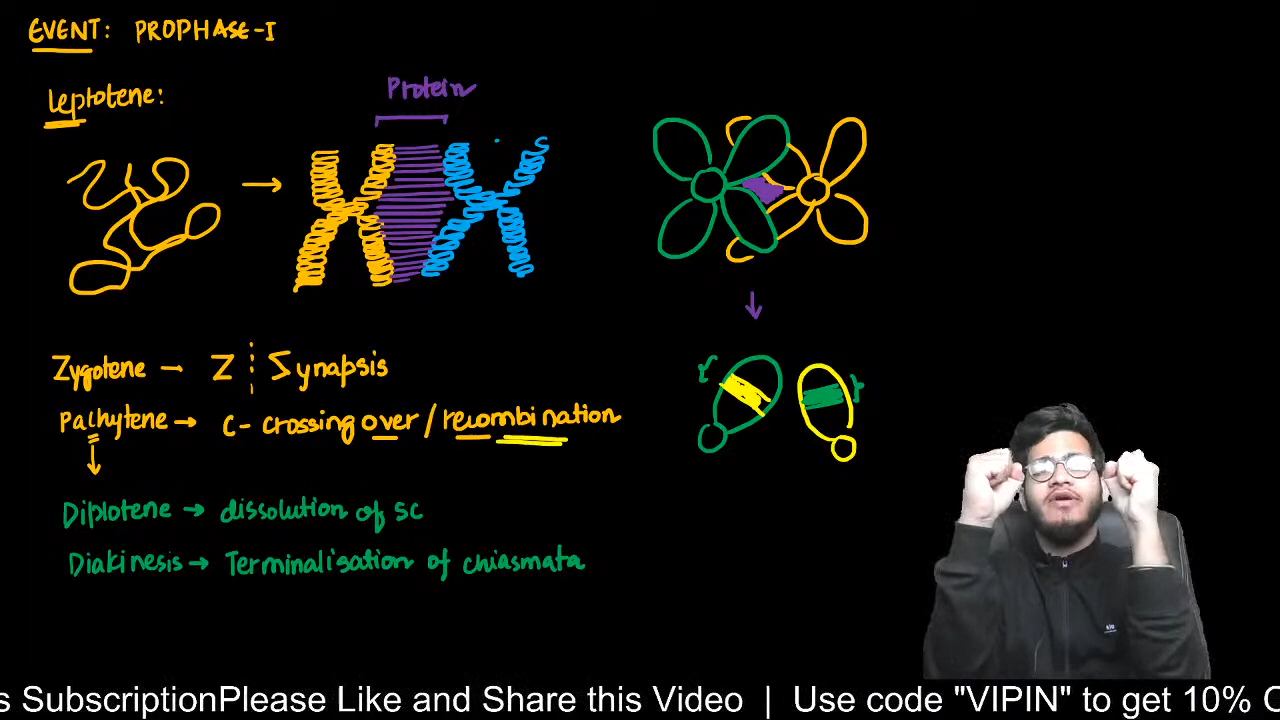 EVENT: PROPHASE-I
Leptotene:
Protein
Zygotene — Z Synapsis
Pachytene → C- crossing over / recombination
Diplotene → dissolution of SC
Diakinesis → Terminalisation of chiasmata
s SubscriptionPlease Like and Share this Video | Use code "VIPIN" to get 10% O